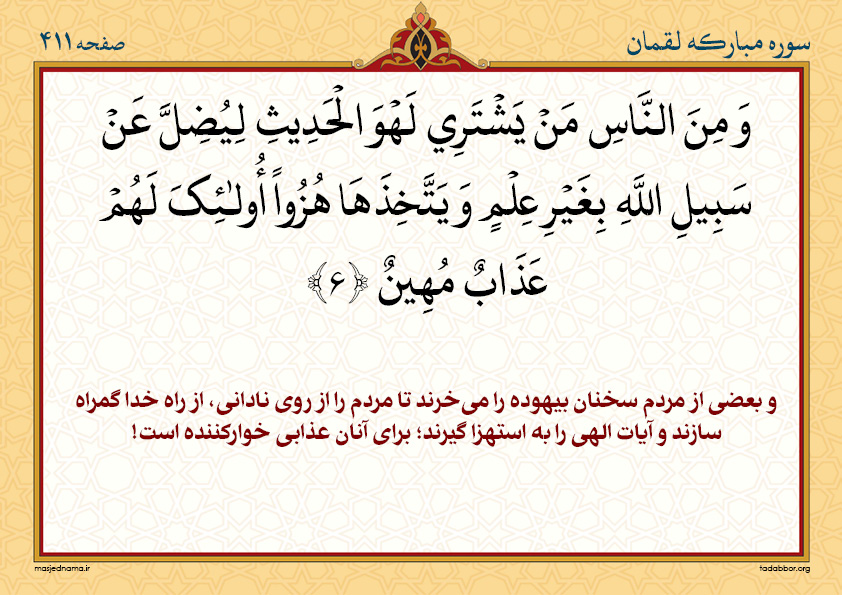 سوره مبارکه لقمان
صفحه ۴۱۱
وَ مِنَ النَّاسِ مَنْ يَشْتَرِي لَهْوَ الْحَدِيثِ لِيُضِلَّ عَنْ
سَبِيلِ اللَّهِ بِغَيْرِ عِلْمٍ وَ يَتَّخِذَهَا هُزُواً أُولٰئِکَ لَهُمْ
عَذَابٌ مُهِينٌ ﴿۶﴾
و بعضی از مردم سخنان بیهوده را می‌خرند تا مردم را از روی نادانی، از راه خدا گمراه
سازند و آیات الهی را به استهزا گیرند؛ برای آنان عذابی خوارکننده است!
masjednama.ir
tadabbor.org